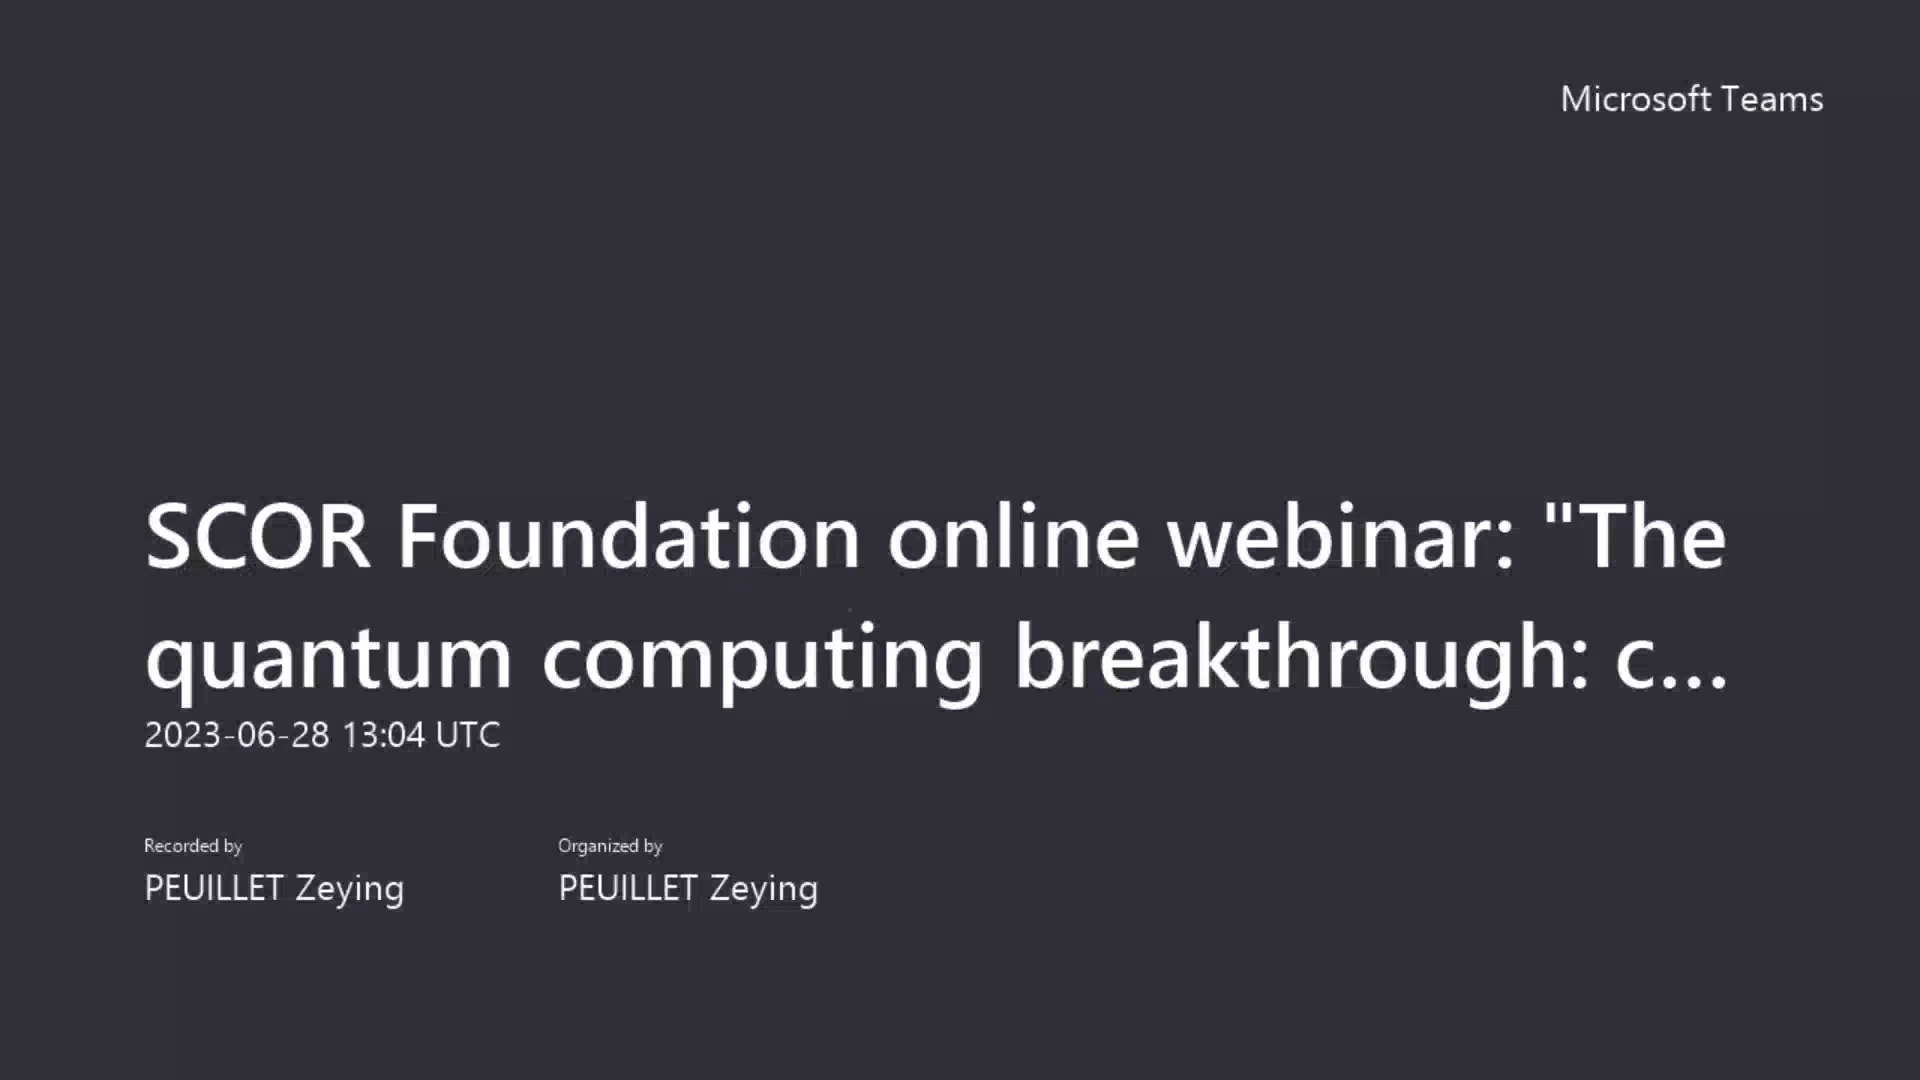 Microsoft Teams
SCOR Foundation online webinar: "The
quantum computing breakthrough: c...
2023-06-28 13:04 UTC
Recorded by
PEUILLET Zeying
Organized by
PEUILLET Zeying